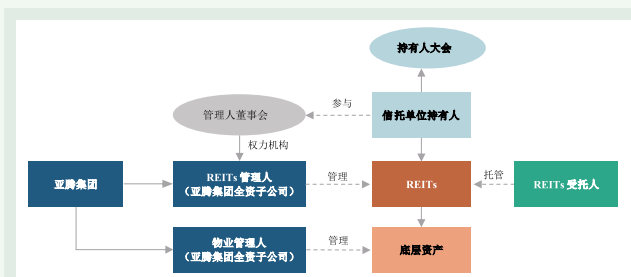 持有人大会
参与
管理人董事会
信托单位持有人
权力机构
亚腾集团
REITs 管理人
（亚腾集团全资子公司）
管理
REITs
托管
REITs 受托人
物业管理人
（亚腾集团全资子公司）
管理
底层资产